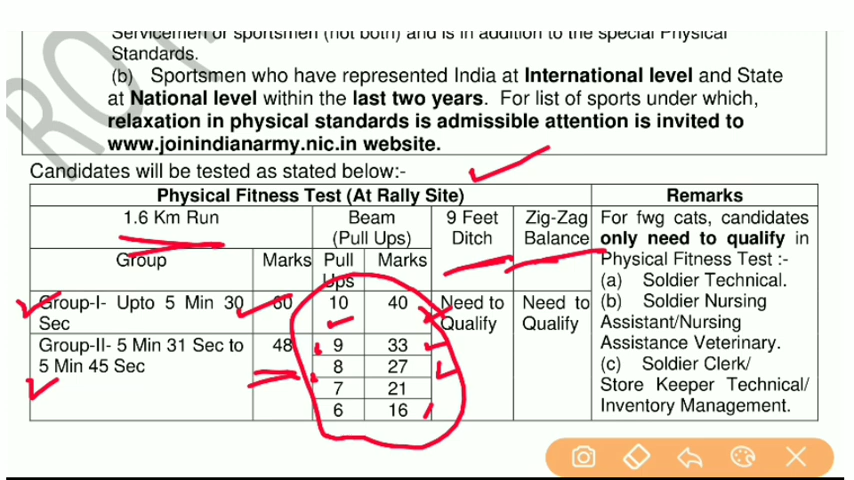 Servicemen or sportsmen (not both) and is in addition to the special Physical
Standards.
(b) Sportsmen who have represented India at International level and State
at National level within the last two years. For list of sports under which,
relaxation in physical standards is admissible attention is invited to
www.joinindianarmy.nic.in website.
Candidates will be tested as stated below:-
Physical Fitness Test (At Rally Site)
Remarks
1.6 Km Run
Beam
(Pull Ups)
9 Feet
Ditch
Zig-Zag
Balance
Group
Marks
Pull
Ups
Marks
Group-I- Upto 5 Min 30
Sec
60
10
40
Need to
Qualify
Need to
Qualify
Group-II- 5 Min 31 Sec to
5 Min 45 Sec
48
9
33
8
27
7
21
6
16
For fwg cats, candidates
only need to qualify in
Physical Fitness Test :-
(a) Soldier Technical.
(b) Soldier Nursing
Assistant/Nursing
Assistance Veterinary.
(c) Soldier Clerk/
Store Keeper Technical/
Inventory Management.